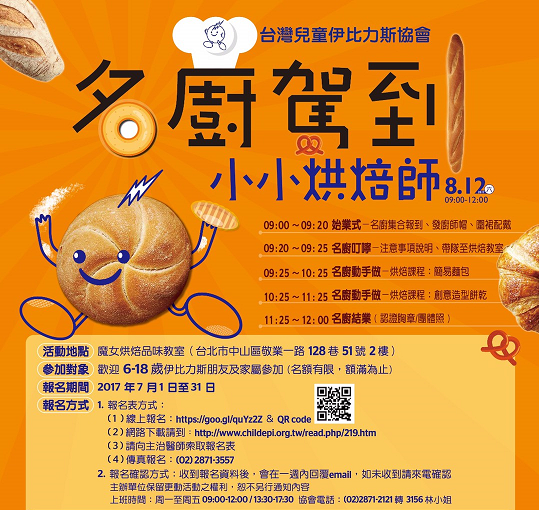 台灣兒童伊比力斯協會
名廚駕到
小小烘焙師 8.12 六
09:00-12:00
09:00～09:20 始業式－名廚集合報到、發廚師帽、圍裙配戴
09:20～09:25 名廚叮嚀－注意事項說明、帶隊至烘焙教室
09:25～10:25 名廚動手做－烘焙課程：簡易麵包
10:25～11:25 名廚動手做－烘焙課程：創意造型餅乾
11:25～12:00 名廚結業（認證胸章/團體照）
活動地點 魔女烘焙品味教室（台北市中山區敬業一路 128 巷 51 號 2 樓）
參加對象 歡迎 6-18 歲伊比力斯朋友及家屬參加 (名額有限，額滿為止)
報名期間 2017 年 7 月 1 日至 31 日
報名方式 1. 報名表方式：
(1) 線上報名：https://goo.gl/quYz2Z & QR code
(2) 網路下載請到：http://www.childepi.org.tw/read.php/219.htm
(3) 請向主治醫師索取報名表
(4) 傳真報名：(02) 2871-3557
2. 報名確認方式：收到報名資料後，會在一週內回覆email，如未收到請來電確認
主辦單位保留更動活動之權利，恕不另行通知內容
上班時間：周一至周五 09:00-12:00 / 13:30-17:30 協會電話：(02)2871-2121 轉 3156 林小姐